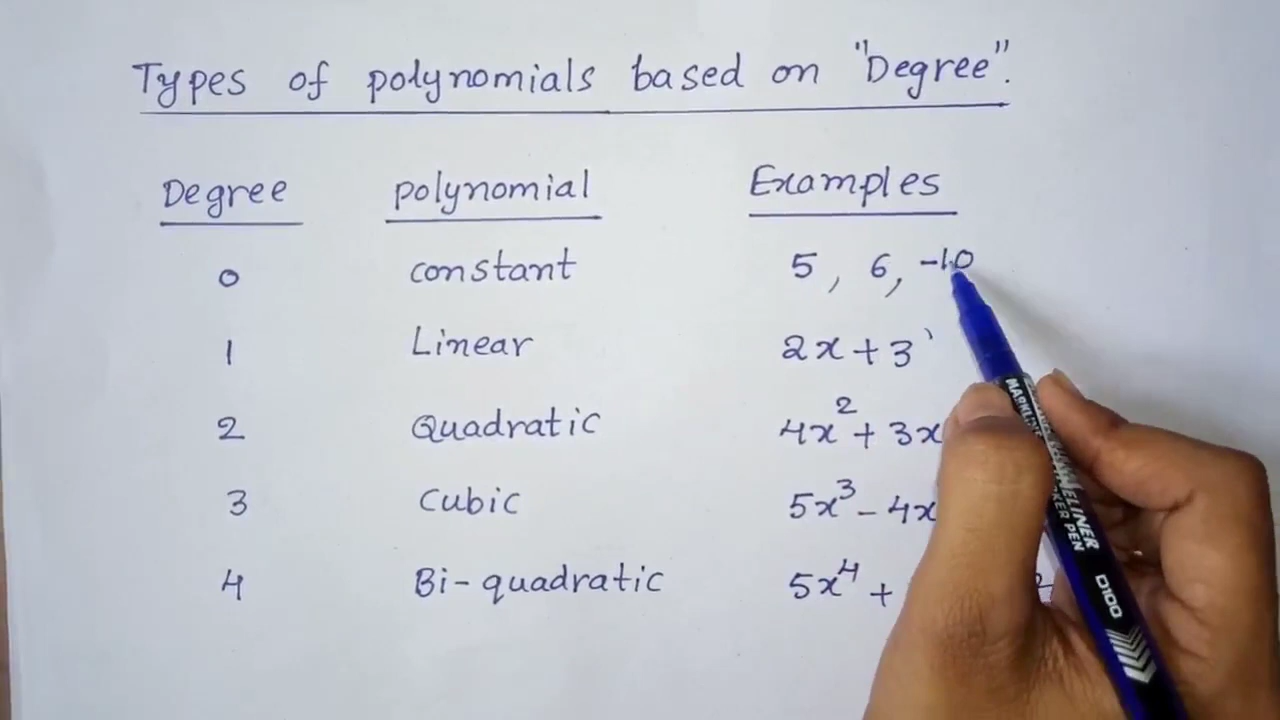 Types of polynomials based on "Degree".
Degree polynomial Examples
0 constant 5, 6, -10
1 Linear 2x + 3
2 Quadratic 4x² + 3x
3 cubic 5x³ - 4x
4 Bi-quadratic 5x⁴ +
D100